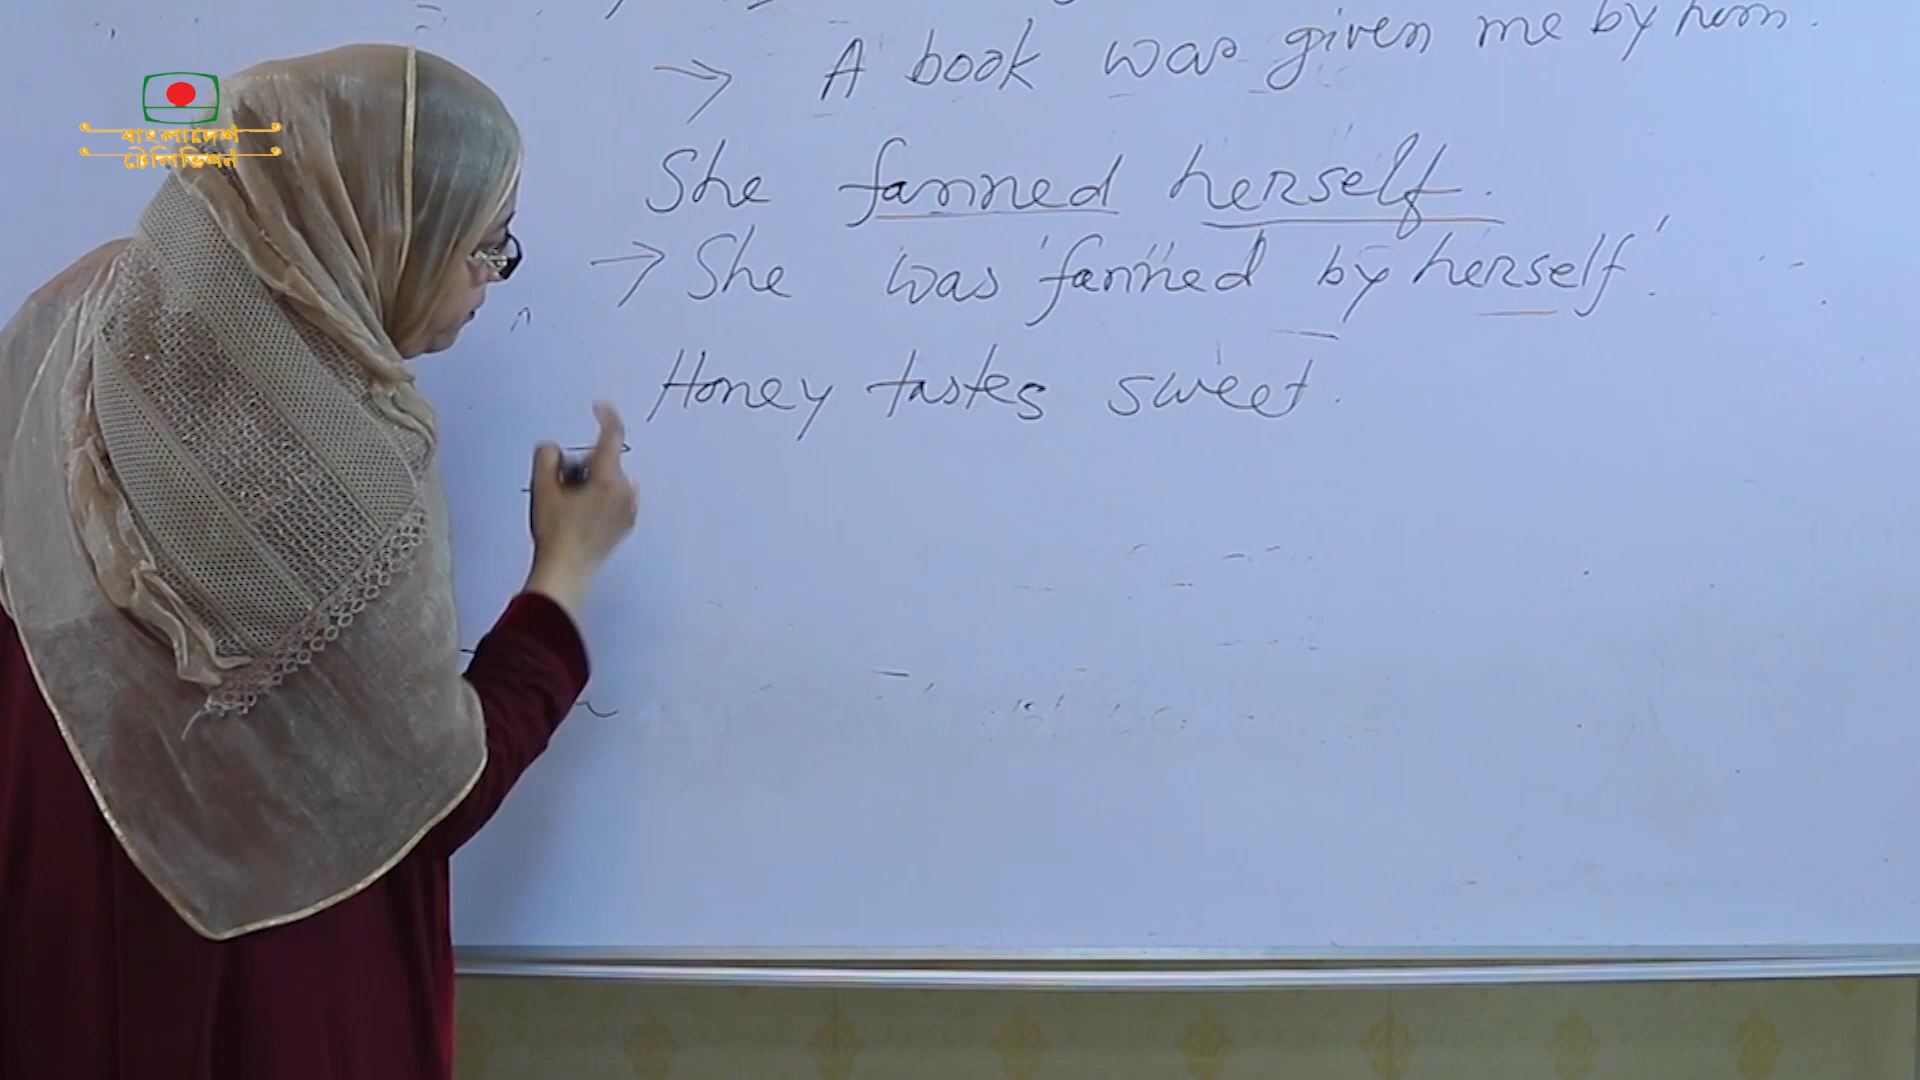 A book was given me by him.
বাংলাদেশ
টেলিভিশন
She fanned herself.
→ She was fanned by herself.
Honey tastes sweet.